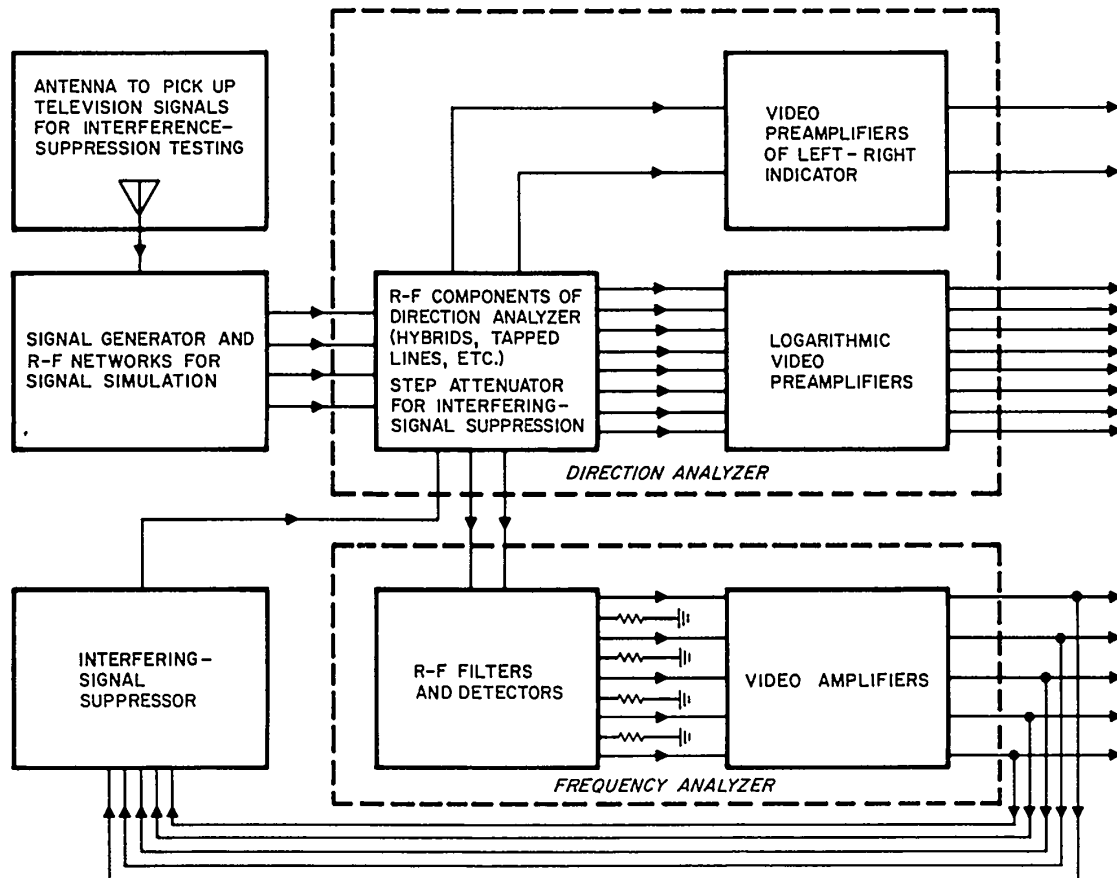 ANTENNA TO PICK UP
TELEVISION SIGNALS
FOR INTERFERENCE-
SUPPRESSION TESTING
VIDEO
PREAMPLIFIERS
OF LEFT-RIGHT
INDICATOR
SIGNAL GENERATOR AND
R-F NETWORKS FOR
SIGNAL SIMULATION
R-F COMPONENTS OF
DIRECTION ANALYZER
(HYBRIDS, TAPPED
LINES, ETC.)
STEP ATTENUATOR
FOR INTERFERING-
SIGNAL SUPPRESSION
LOGARITHMIC
VIDEO
PREAMPLIFIERS
DIRECTION ANALYZER
INTERFERING-
SIGNAL
SUPPRESSOR
R-F FILTERS
AND DETECTORS
VIDEO AMPLIFIERS
FREQUENCY ANALYZER